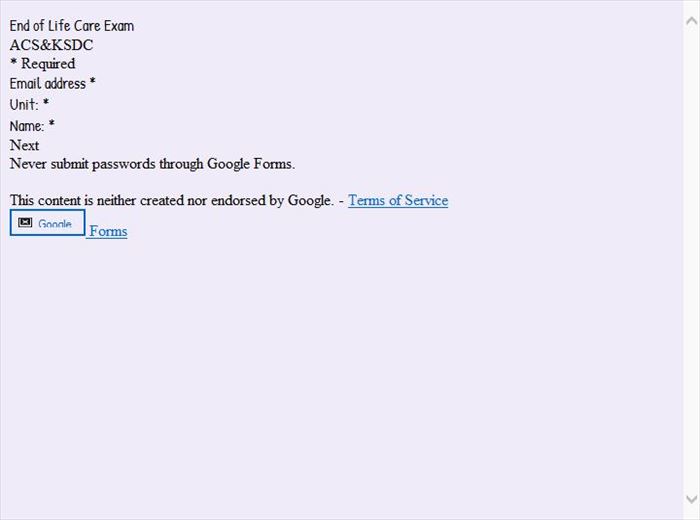 End of Life Care Exam
ACS&KSDC
* Required
Email address *
Unit: *
Name: *
Next
Never submit passwords through Google Forms.
This content is neither created nor endorsed by Google. - Terms of Service
Google Forms